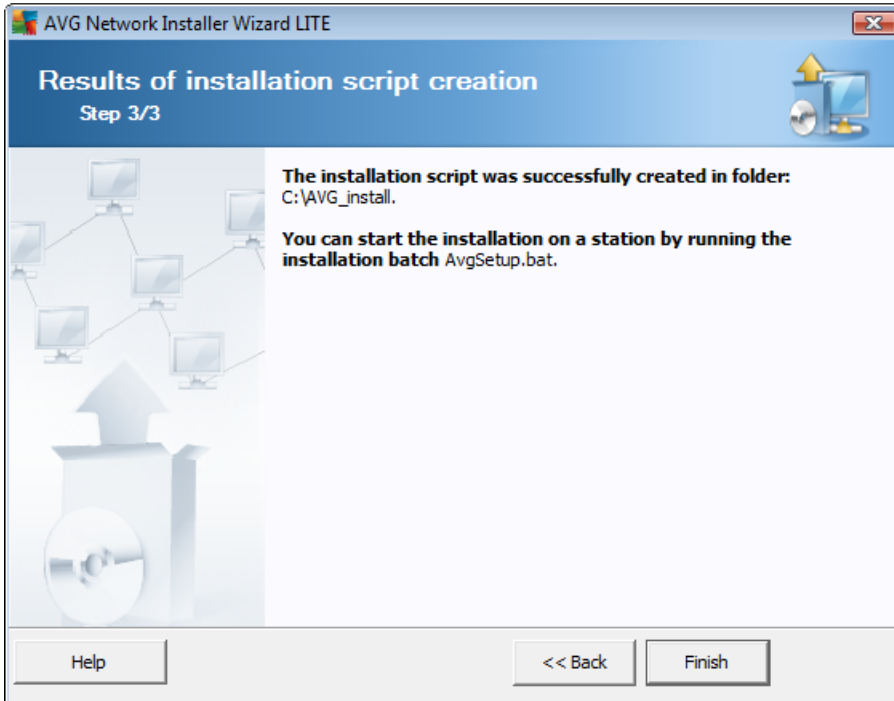 AVG Network Installer Wizard LITE
Results of installation script creation
Step 3/3
The installation script was successfully created in folder:
C:\AVG_install.
You can start the installation on a station by running the
installation batch AvgSetup.bat.
Help
<< Back
Finish